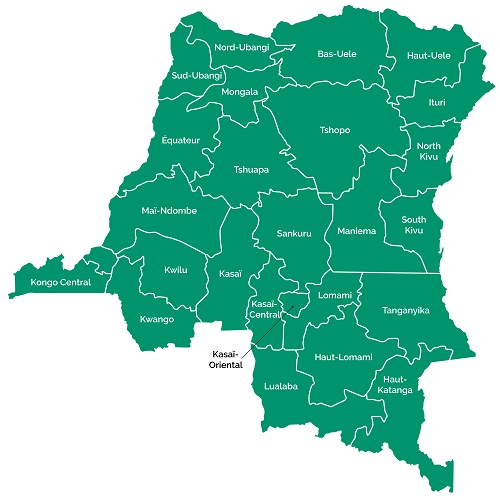 Nord-Ubangi
Bas-Uele
Haut-Uele
Sud-Ubangi
Mongala
Ituri
Tshopo
Équateur
North
Kivu
Tshuapa
Maï-Ndombe
Sankuru
Maniema
South
Kivu
Kwilu
Kasaï
Kongo Central
Kasaï-
Central
Lomami
Tanganyika
Kwango
Kasaï-
Oriental
Haut-Lomami
Lualaba
Haut-
Katanga